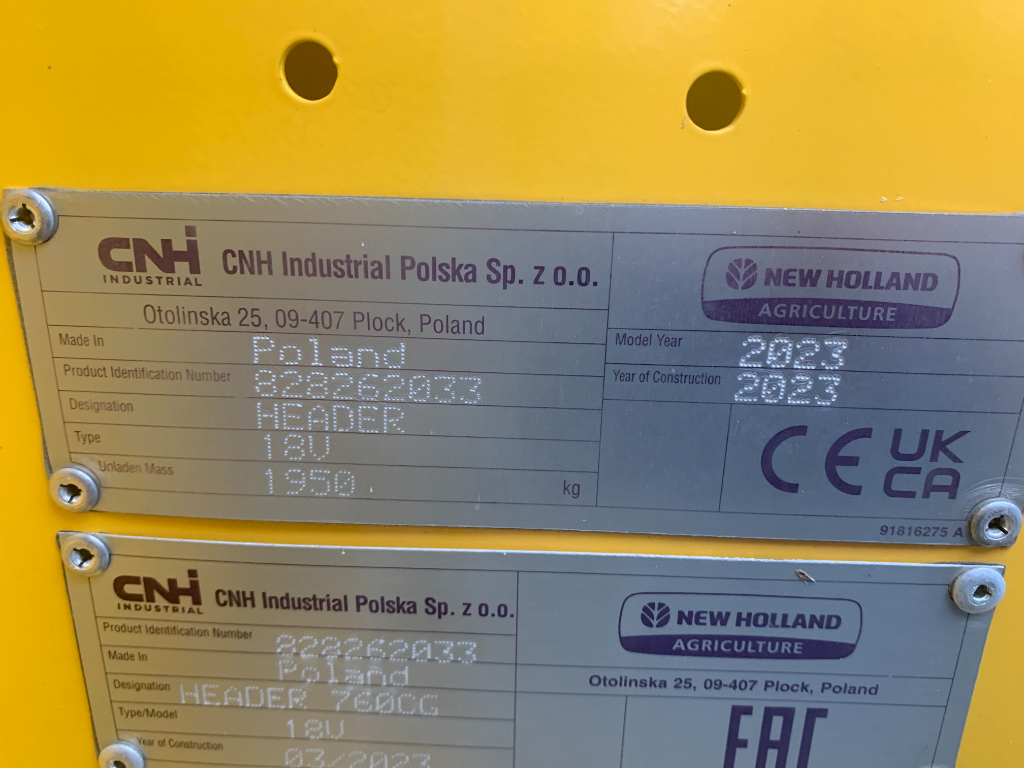 CNH INDUSTRIAL CNH Industrial Polska Sp. z o.o.
Otolinska 25, 09-407 Plock, Poland
Made In Poland
Product Identification Number 828262033
Designation HEADER
Type 18V
Unladen Mass 1950 kg
NEW HOLLAND
AGRICULTURE
Model Year 2023
Year of Construction 2023
CE UK CA
91816275 A
CNH INDUSTRIAL CNH Industrial Polska Sp. z o.o.
Product Identification Number 828262033
Made In Poland
Designation HEADER 760CG
Type/Model 18V
Year of Construction 03/2023
NEW HOLLAND
AGRICULTURE
Otolinska 25, 09-407 Plock, Poland
EAC